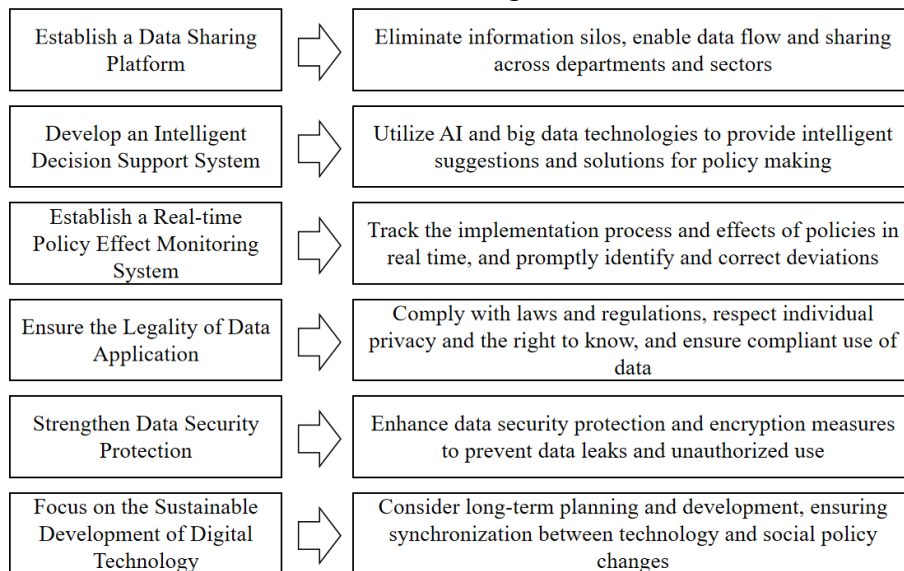 Establish a Data Sharing
Platform
Eliminate information silos, enable data flow and sharing
across departments and sectors
Develop an Intelligent
Decision Support System
Utilize AI and big data technologies to provide intelligent
suggestions and solutions for policy making
Establish a Real-time
Policy Effect Monitoring
System
Track the implementation process and effects of policies in
real time, and promptly identify and correct deviations
Ensure the Legality of Data
Application
Comply with laws and regulations, respect individual
privacy and the right to know, and ensure compliant use of
data
Strengthen Data Security
Protection
Enhance data security protection and encryption measures
to prevent data leaks and unauthorized use
Focus on the Sustainable
Development of Digital
Technology
Consider long-term planning and development, ensuring
synchronization between technology and social policy
changes